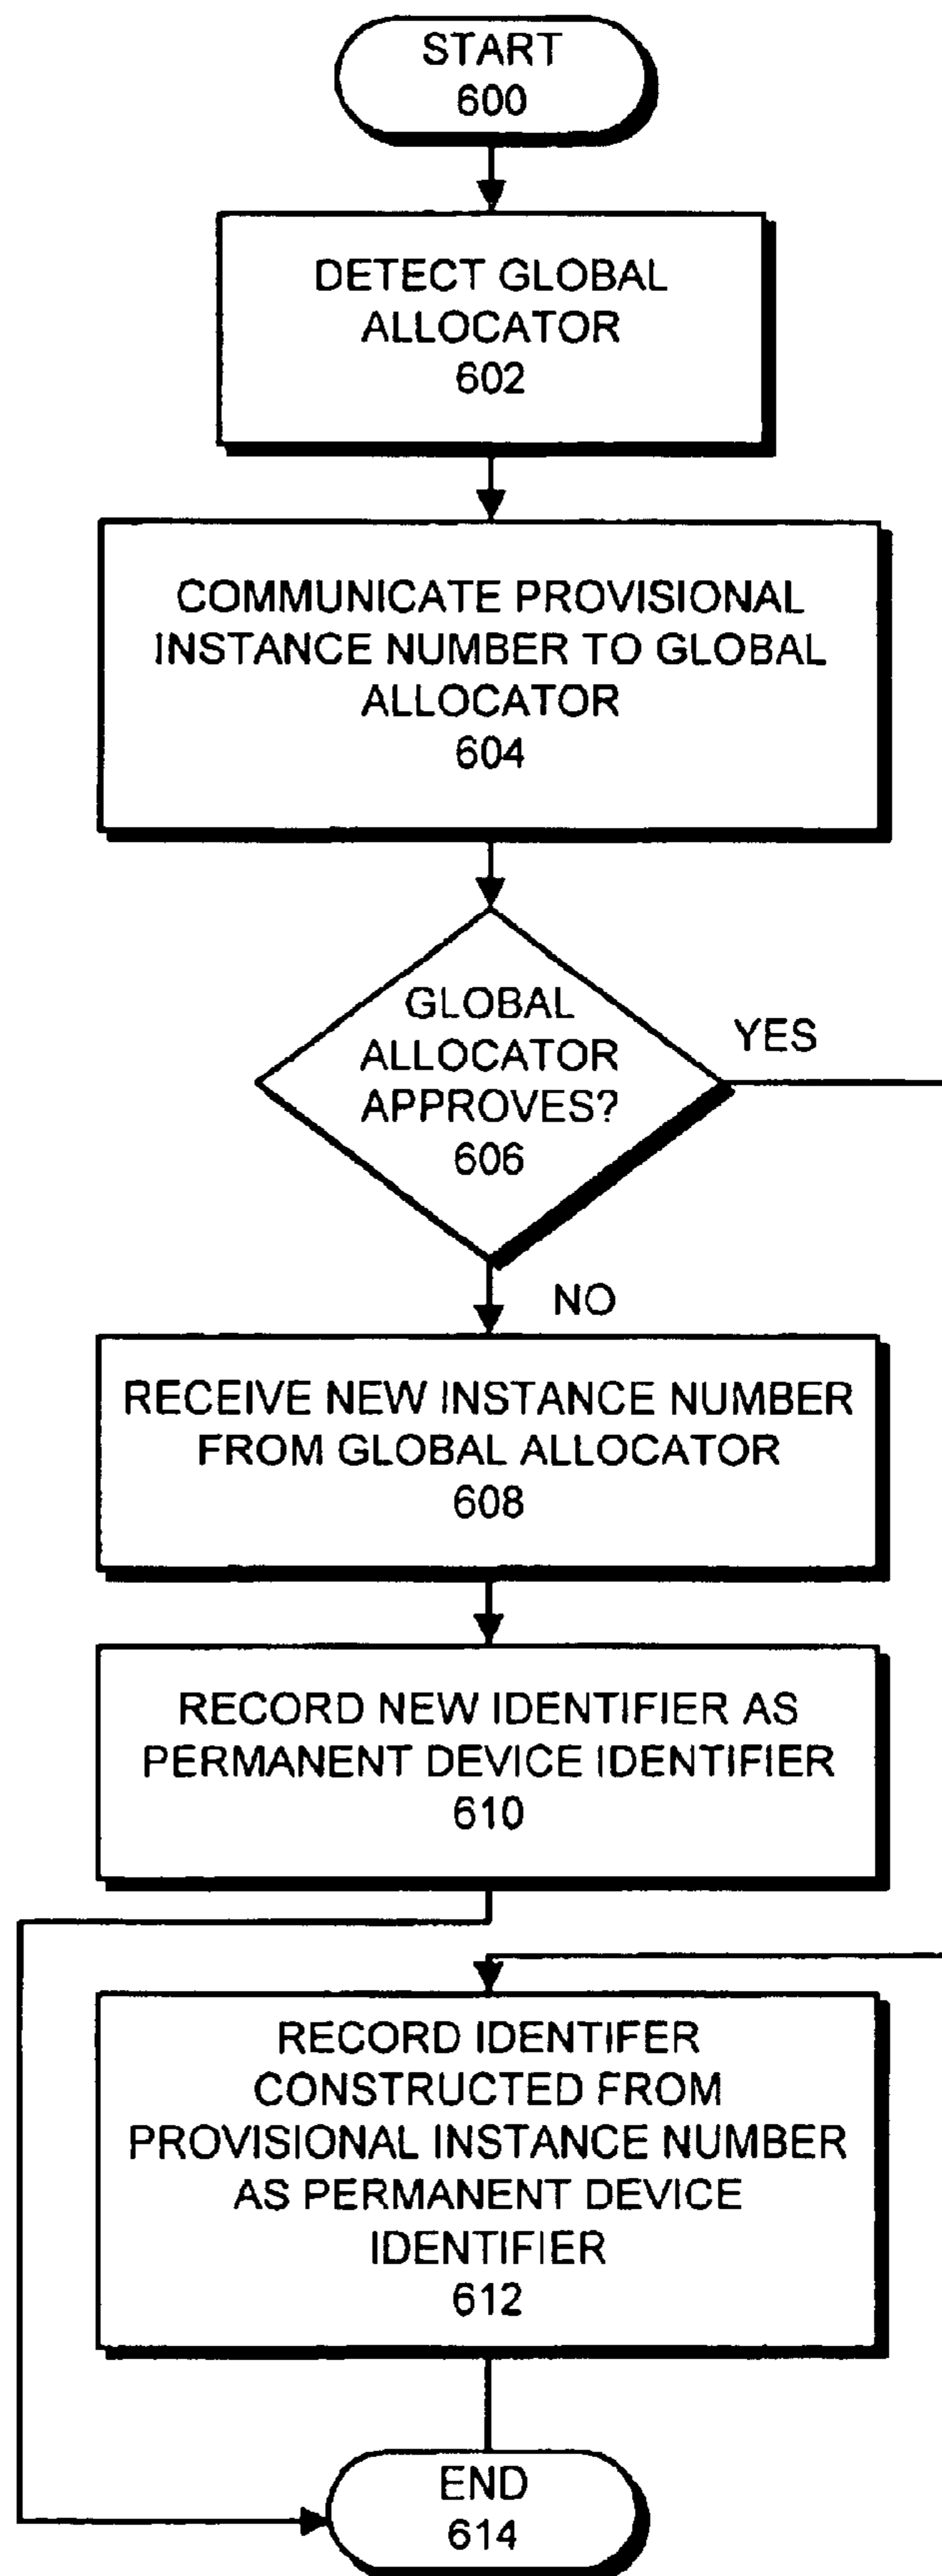 START
600
DETECT GLOBAL
ALLOCATOR
602
COMMUNICATE PROVISIONAL
INSTANCE NUMBER TO GLOBAL
ALLOCATOR
604
GLOBAL
ALLOCATOR
APPROVES?
606
YES
NO
RECEIVE NEW INSTANCE NUMBER
FROM GLOBAL ALLOCATOR
608
RECORD NEW IDENTIFIER AS
PERMANENT DEVICE IDENTIFIER
610
RECORD IDENTIFER
CONSTRUCTED FROM
PROVISIONAL INSTANCE NUMBER
AS PERMANENT DEVICE
IDENTIFIER
612
END
614